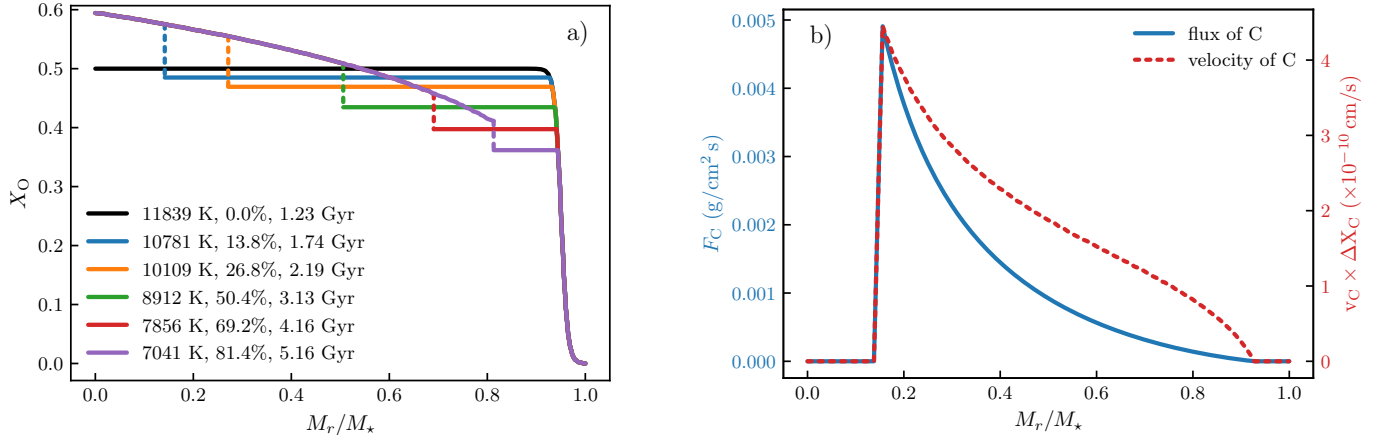 a)
X_O
0.6
0.5
0.4
0.3
0.2
0.1
0.0
11839 K, 0.0%, 1.23 Gyr
10781 K, 13.8%, 1.74 Gyr
10109 K, 26.8%, 2.19 Gyr
8912 K, 50.4%, 3.13 Gyr
7856 K, 69.2%, 4.16 Gyr
7041 K, 81.4%, 5.16 Gyr
0.0 0.2 0.4 0.6 0.8 1.0
M_r/M_⋆
b)
flux of C
velocity of C
F_C (g/cm² s)
0.005
0.004
0.003
0.002
0.001
0.000
v_C × ΔX_C (×10⁻¹⁰ cm/s)
4
3
2
1
0
0.0 0.2 0.4 0.6 0.8 1.0
M_r/M_⋆